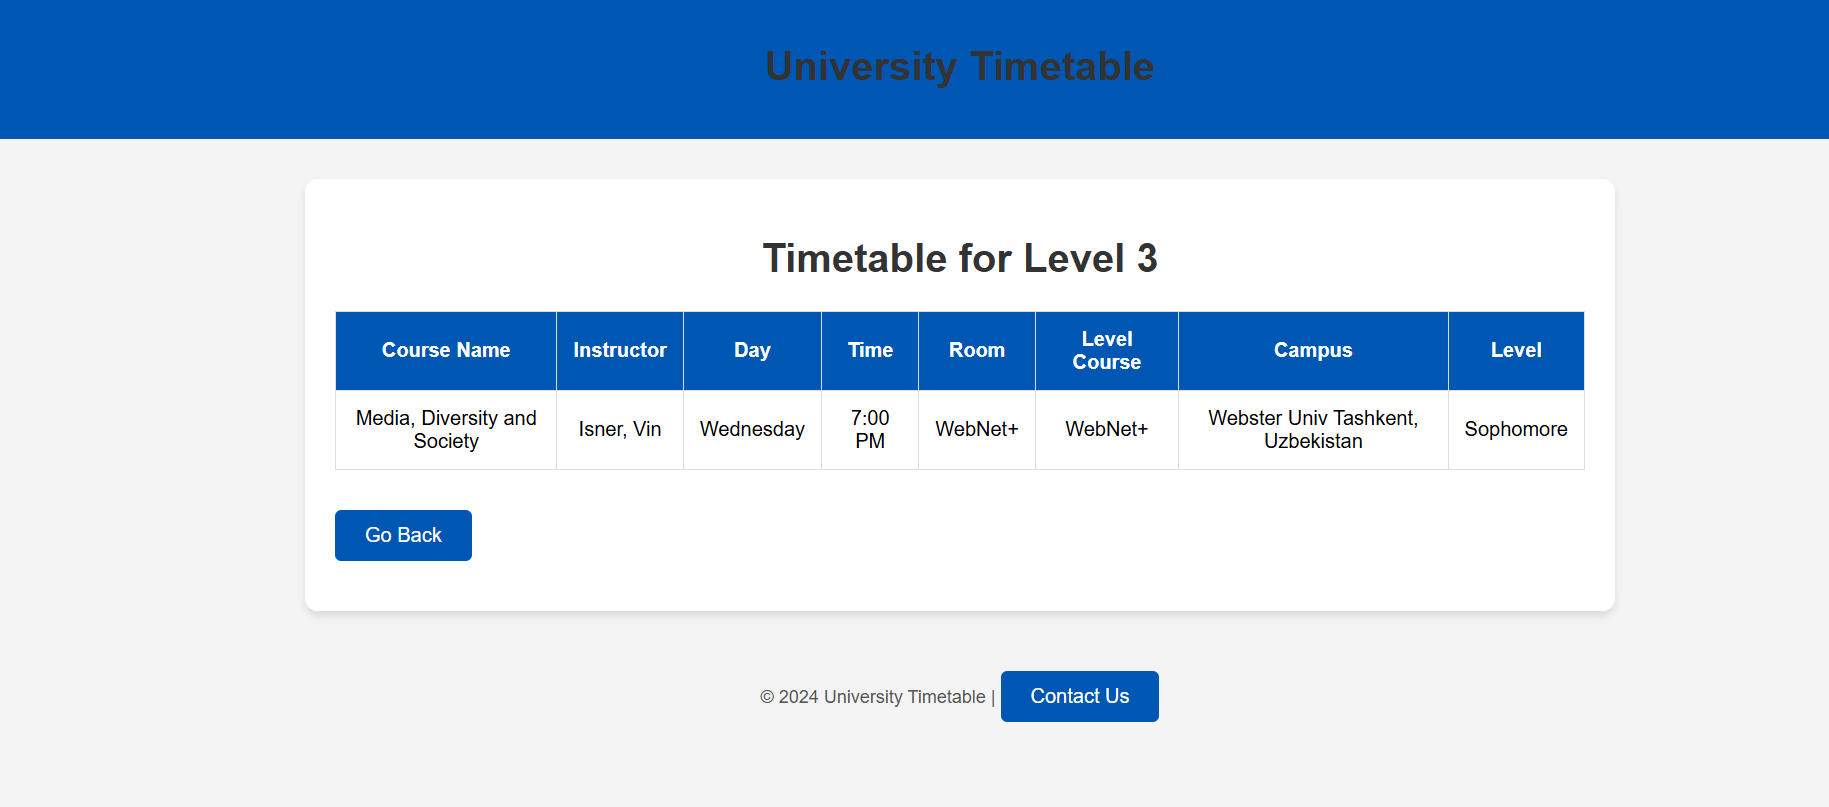 University Timetable
Timetable for Level 3
Course Name Instructor Day Time Room Level Course Campus Level
Media, Diversity and Society Isner, Vin Wednesday 7:00 PM WebNet+ WebNet+ Webster Univ Tashkent, Uzbekistan Sophomore
Go Back
© 2024 University Timetable | Contact Us